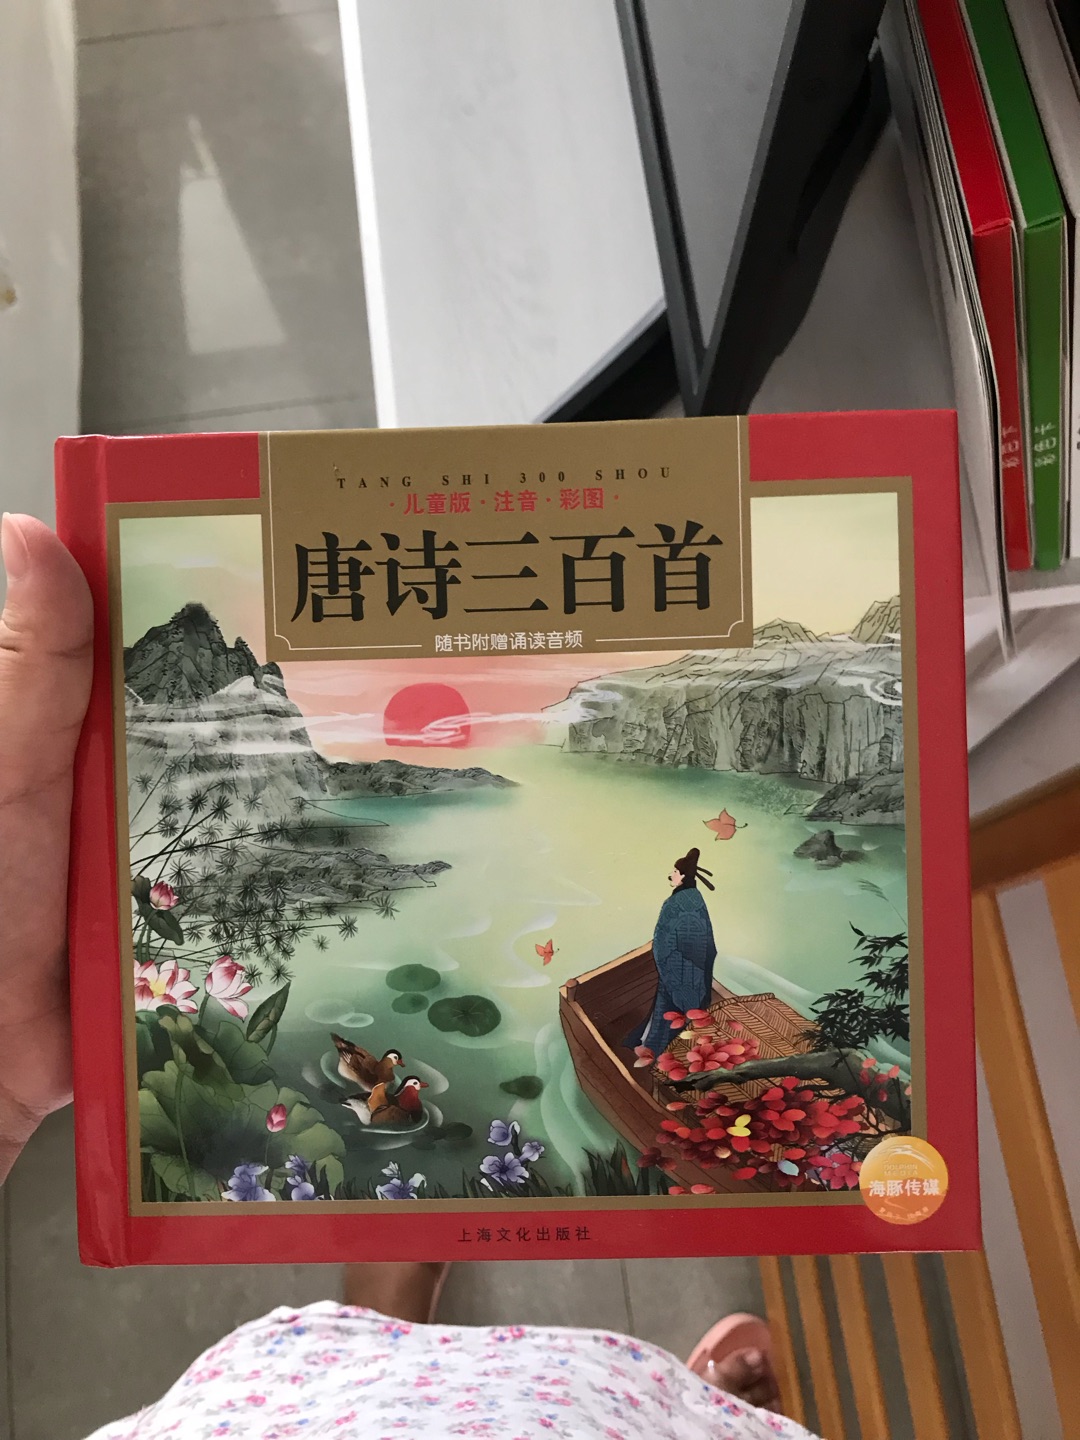 TANG SHI 300 SHOU
·儿童版·注音·彩图·
唐诗三百首
随书附赠诵读音频
海豚传媒
上海文化出版社